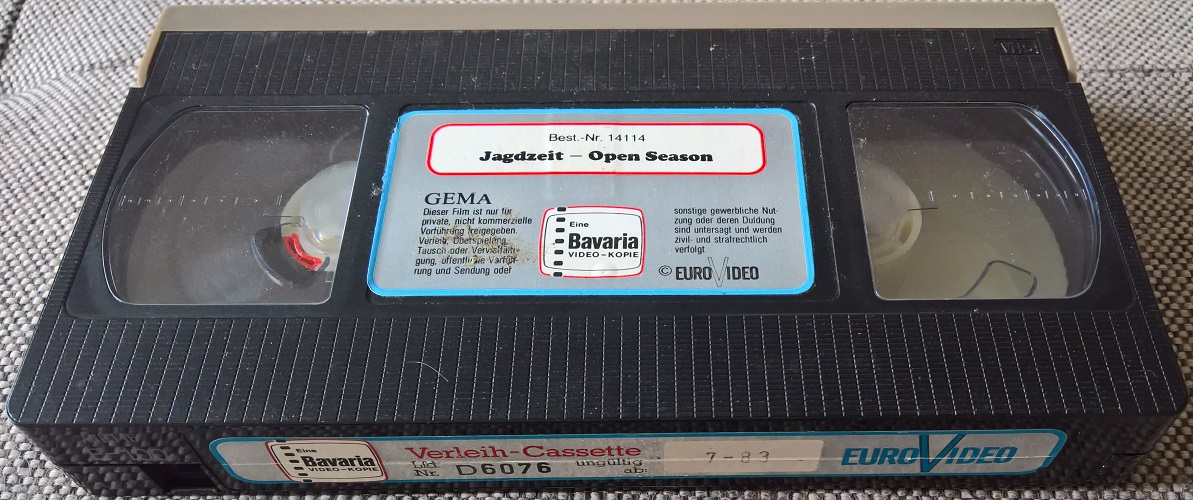 VHS
Best.-Nr. 14114
Jagdzeit – Open Season
GEMA
Dieser Film ist nur für
private, nicht kommerzielle
Vorführung freigegeben.
Verleih, Überspielung,
Tausch oder Vervielfälti-
gung, öffentliche Vorfüh-
rung und Sendung oder
Eine
Bavaria
VIDEO-KOPIE
sonstige gewerbliche Nut-
zung oder deren Duldung
sind untersagt und werden
zivil- und strafrechtlich
verfolgt.
© EUROVIDEO
Eine
Bavaria
VIDEO-KOPIE
Verleih-Cassette
Lfd.
Nr. D6076
ungültig
ab: 7-83
EUROVIDEO